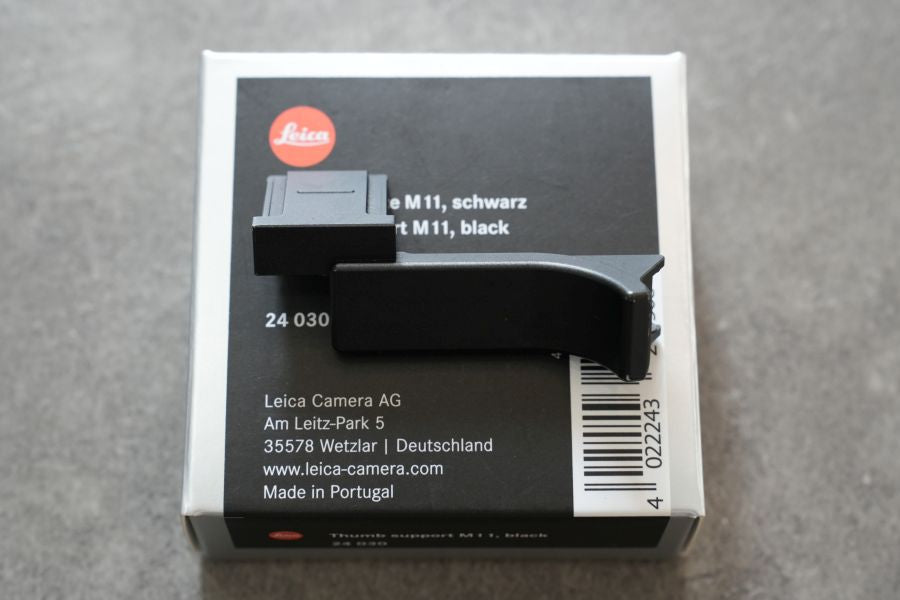 Leica
e M11, schwarz
rt M11, black
24 030
Leica Camera AG
Am Leitz-Park 5
35578 Wetzlar | Deutschland
www.leica-camera.com
Made in Portugal
4 022243
Thumb support M11, black
24 030